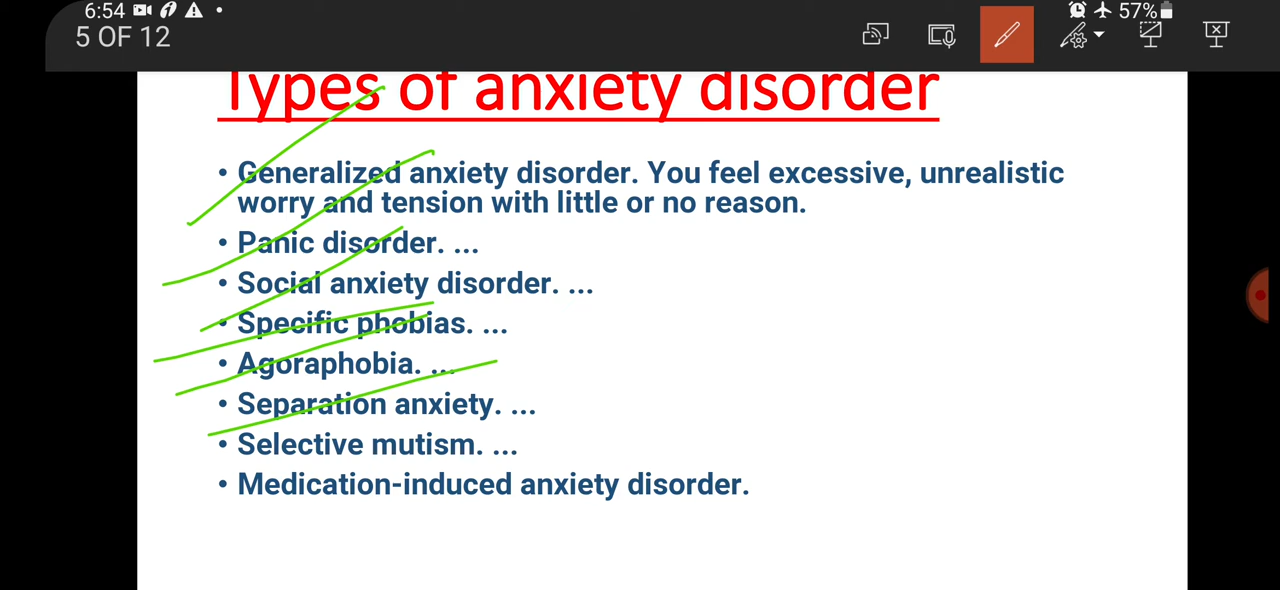 6:54
57%
5 OF 12
Types of anxiety disorder
• Generalized anxiety disorder. You feel excessive, unrealistic
worry and tension with little or no reason.
• Panic disorder. ...
• Social anxiety disorder. ...
• Specific phobias. ...
• Agoraphobia. ...
• Separation anxiety. ...
• Selective mutism. ...
• Medication-induced anxiety disorder.